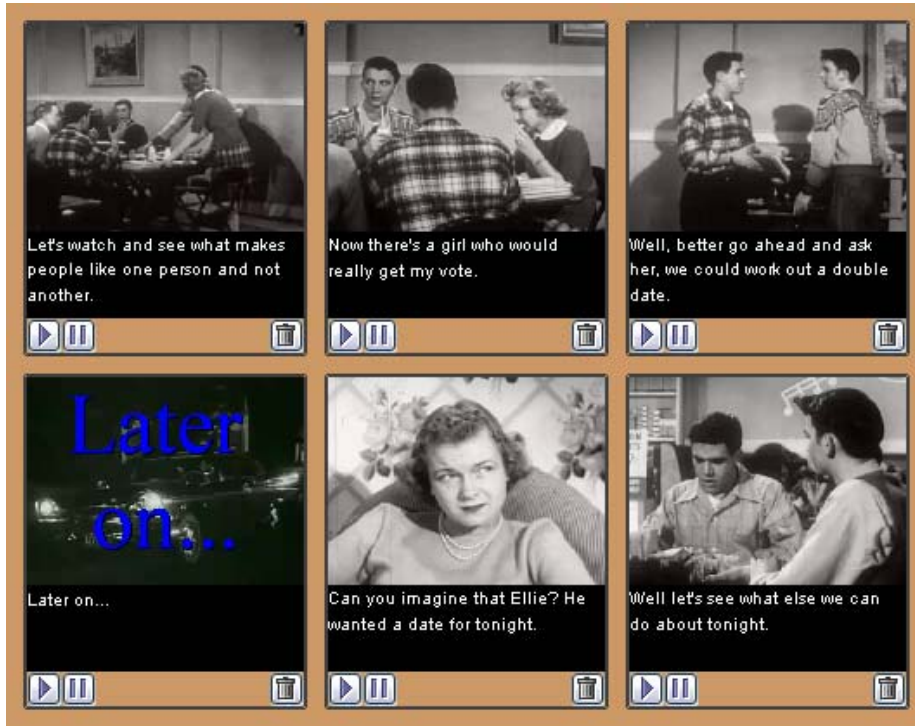 Let's watch and see what makes
people like one person and not
another.
Now there's a girl who would
really get my vote.
Well, better go ahead and ask
her, we could work out a double
date.
Later
on...
Later on...
Can you imagine that Ellie? He
wanted a date for tonight.
Well let's see what else we can
do about tonight.